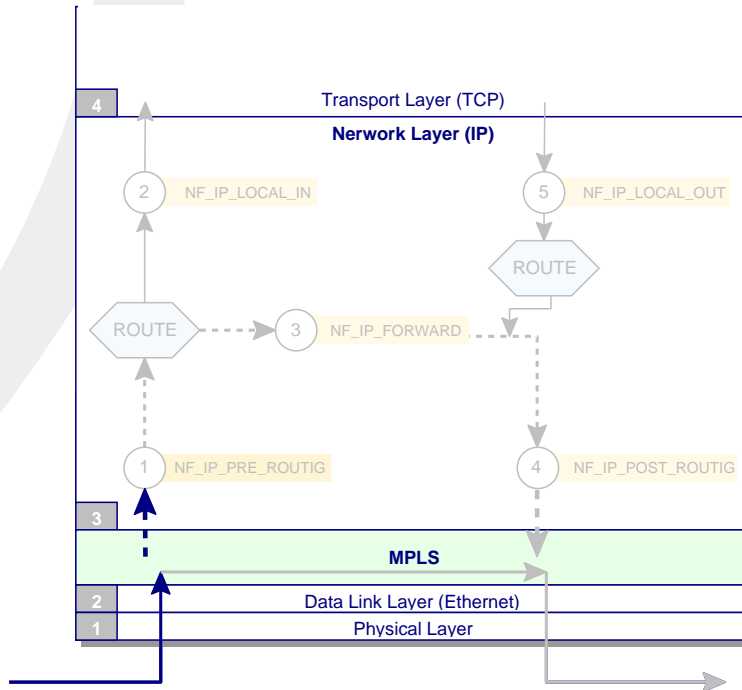 4
Transport Layer (TCP)
Nerwork Layer (IP)
2
NF_IP_LOCAL_IN
5
NF_IP_LOCAL_OUT
ROUTE
ROUTE
3
NF_IP_FORWARD
1
NF_IP_PRE_ROUTIG
4
NF_IP_POST_ROUTIG
3
MPLS
2
Data Link Layer (Ethernet)
1
Physical Layer